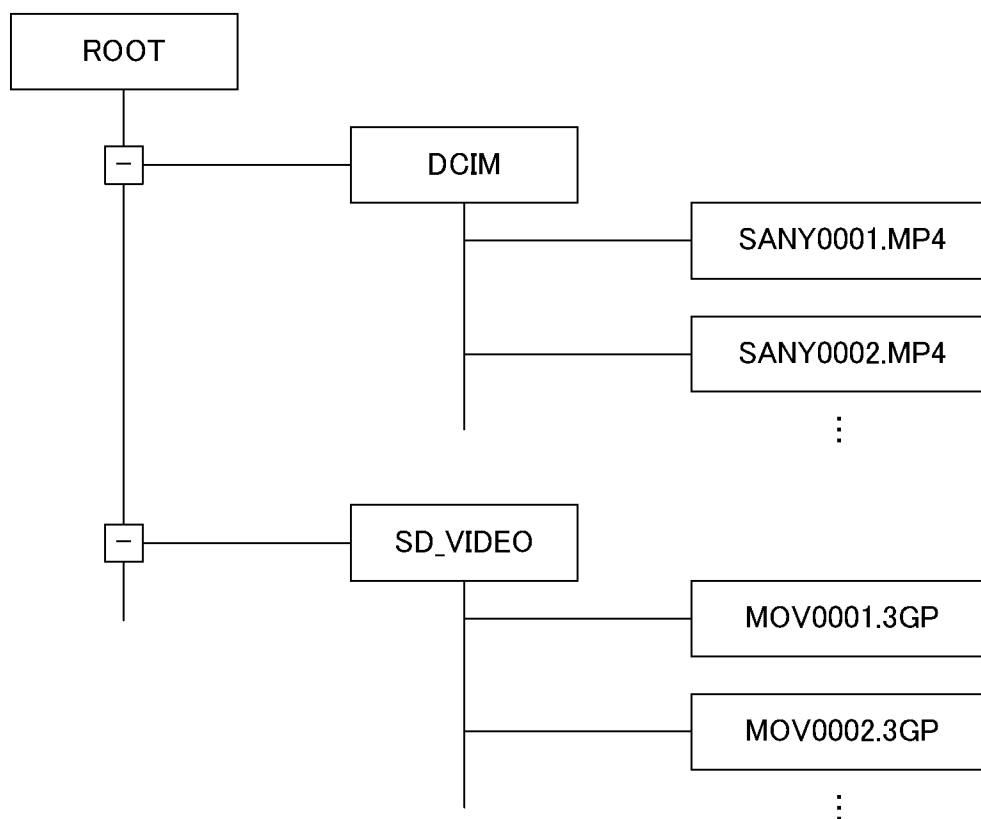 ROOT
DCIM
SANY0001.MP4
SANY0002.MP4
⋮
SD_VIDEO
MOV0001.3GP
MOV0002.3GP
⋮